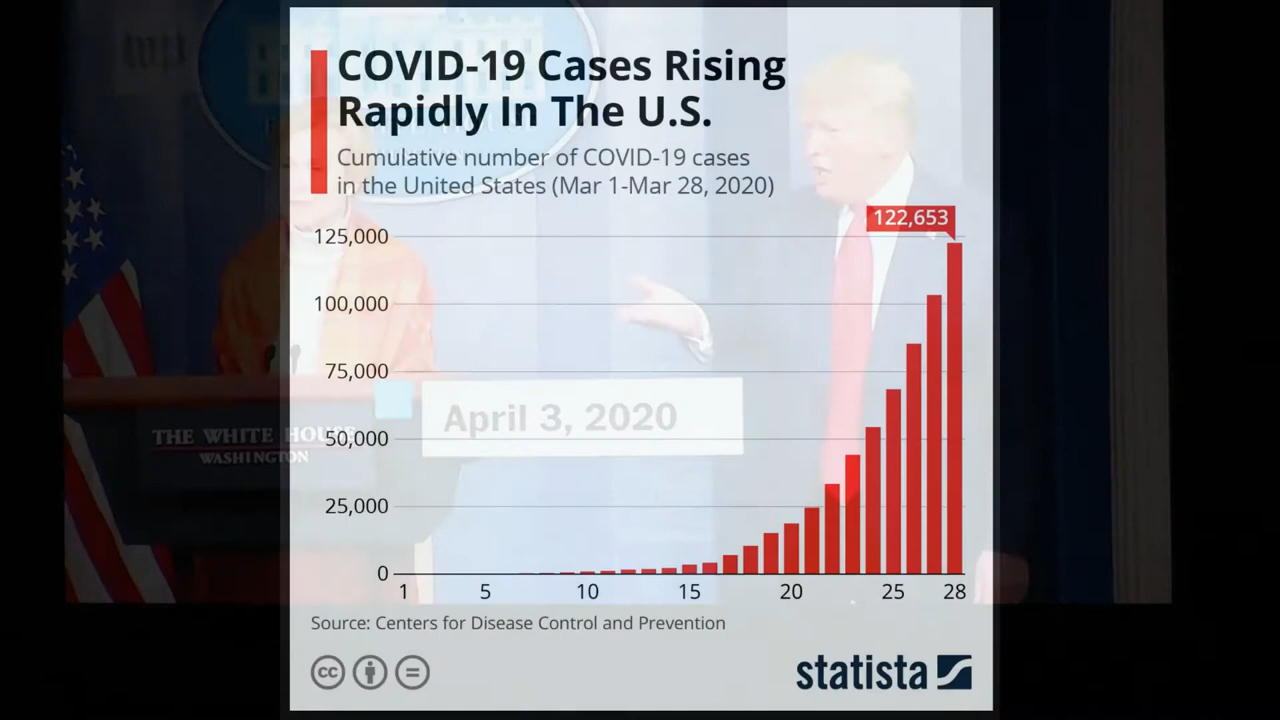 COVID-19 Cases Rising
Rapidly In The U.S.
Cumulative number of COVID-19 cases
in the United States (Mar 1-Mar 28, 2020)
122,653
125,000
100,000
75,000
April 3, 2020
THE WHITE HOUSE
WASHINGTON
50,000
25,000
0
1 5 10 15 20 25 28
Source: Centers for Disease Control and Prevention
cc
statista